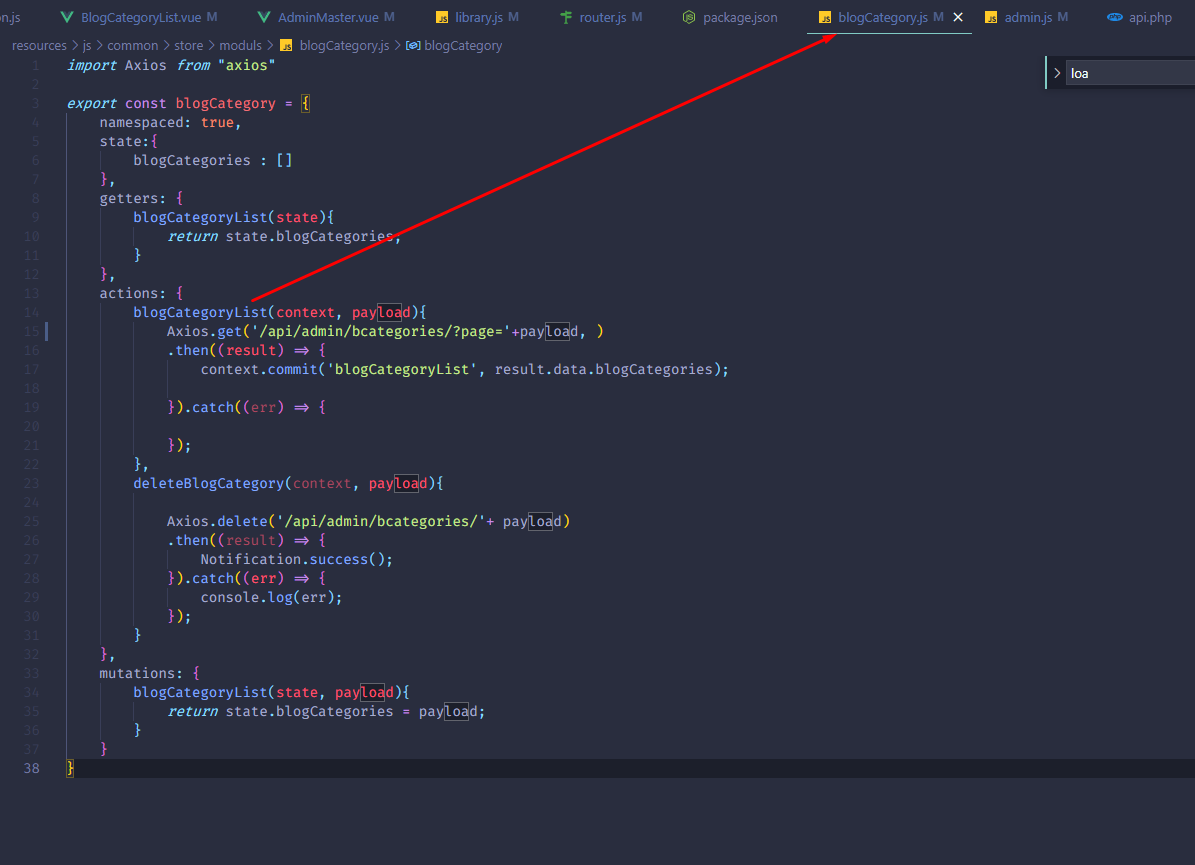 on.js BlogCategoryList.vue M AdminMaster.vue M library.js M router.js M package.json blogCategory.js M admin.js M api.php
resources > js > common > store > moduls > blogCategory.js > blogCategory
loa
1 import Axios from "axios"
2
3 export const blogCategory = {
4 namespaced: true,
5 state:{
6 blogCategories : []
7 },
8 getters: {
9 blogCategoryList(state){
10 return state.blogCategories;
11 }
12 },
13 actions: {
14 blogCategoryList(context, payload){
15 Axios.get('/api/admin/bcategories/?page='+payload, )
16 .then((result) => {
17 context.commit('blogCategoryList', result.data.blogCategories);
18
19 }).catch((err) => {
20
21 });
22 },
23 deleteBlogCategory(context, payload){
24
25 Axios.delete('/api/admin/bcategories/'+ payload)
26 .then((result) => {
27 Notification.success();
28 }).catch((err) => {
29 console.log(err);
30 });
31 }
32 },
33 mutations: {
34 blogCategoryList(state, payload){
35 return state.blogCategories = payload;
36 }
37 }
38 }